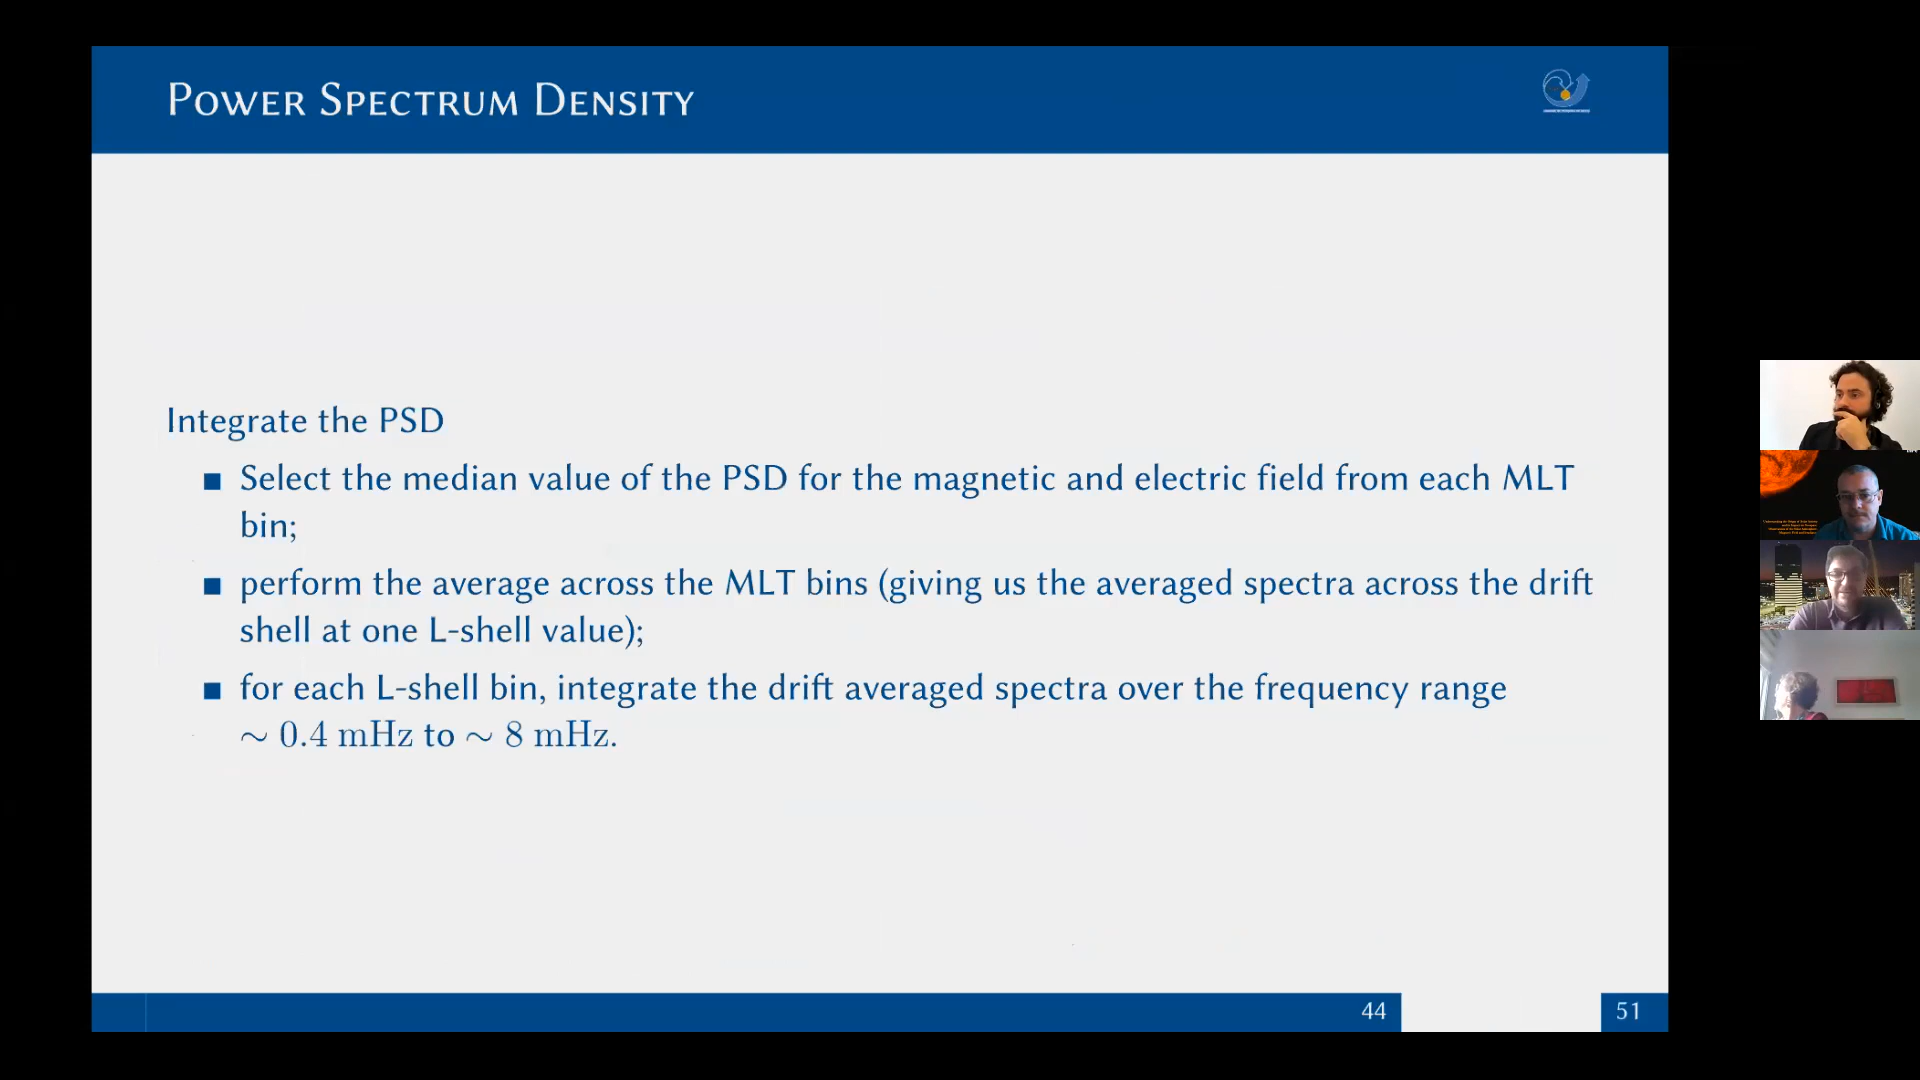 Power Spectrum Density
Integrate the PSD
■ Select the median value of the PSD for the magnetic and electric field from each MLT
bin;
■ perform the average across the MLT bins (giving us the averaged spectra across the drift
shell at one L-shell value);
■ for each L-shell bin, integrate the drift averaged spectra over the frequency range
∼ 0.4 mHz to ∼ 8 mHz.
44
51